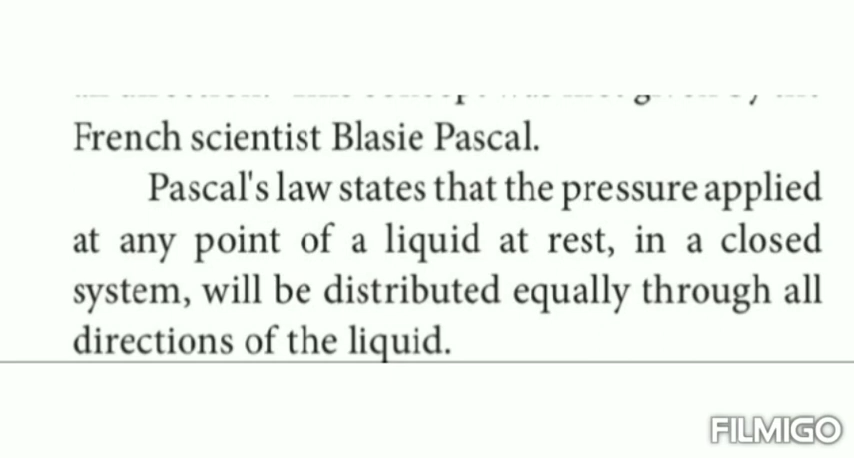 French scientist Blasie Pascal.
Pascal's law states that the pressure applied
at any point of a liquid at rest, in a closed
system, will be distributed equally through all
directions of the liquid.
FILMIGO